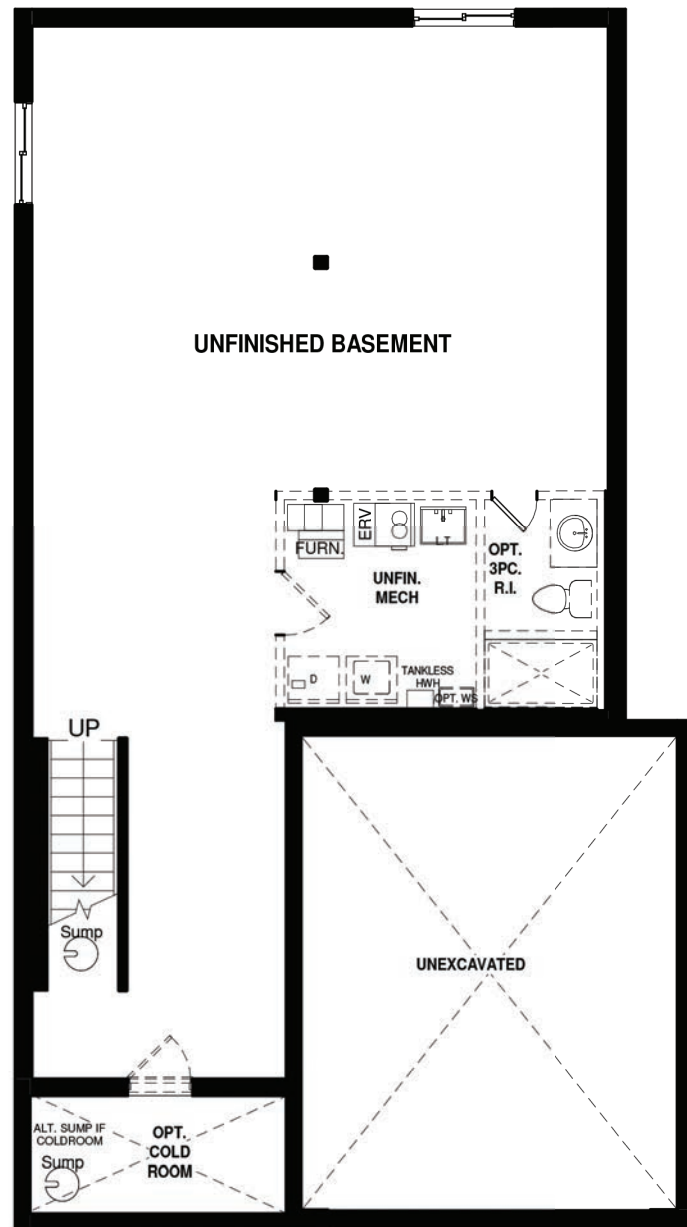 UNFINISHED BASEMENT
ERV
FURN.
LT
OPT.
3PC.
R.I.
UNFIN.
MECH
D
W
TANKLESS
HWH
OPT. WS
UP
Sump
UNEXCAVATED
ALT. SUMP IF
COLDROOM
Sump
OPT.
COLD
ROOM